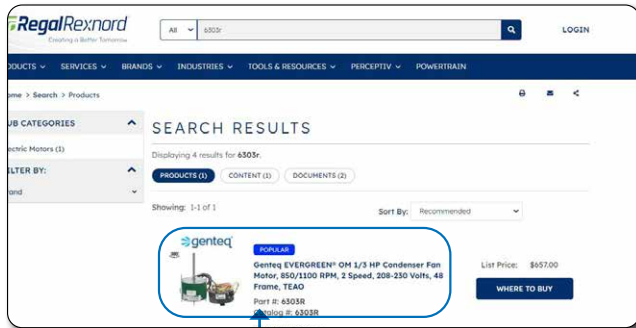 RegalRexnord
Creating a Better Tomorrow
All 6303r
LOGIN
ODUCTS SERVICES BRANDS INDUSTRIES TOOLS & RESOURCES PERCEPTIV POWERTRAIN
ome > Search > Products
UB CATEGORIES
ectric Motors (1)
ILTER BY:
rand
SEARCH RESULTS
Displaying 4 results for 6303r.
PRODUCTS (1) CONTENT (1) DOCUMENTS (2)
Showing: 1-1 of 1
Sort By: Recommended
genteq
POPULAR
Genteq EVERGREEN® OM 1/3 HP Condenser Fan
Motor, 850/1100 RPM, 2 Speed, 208-230 Volts, 48
Frame, TEAO
Part #: 6303R
Catalog #: 6303R
List Price: $657.00
WHERE TO BUY